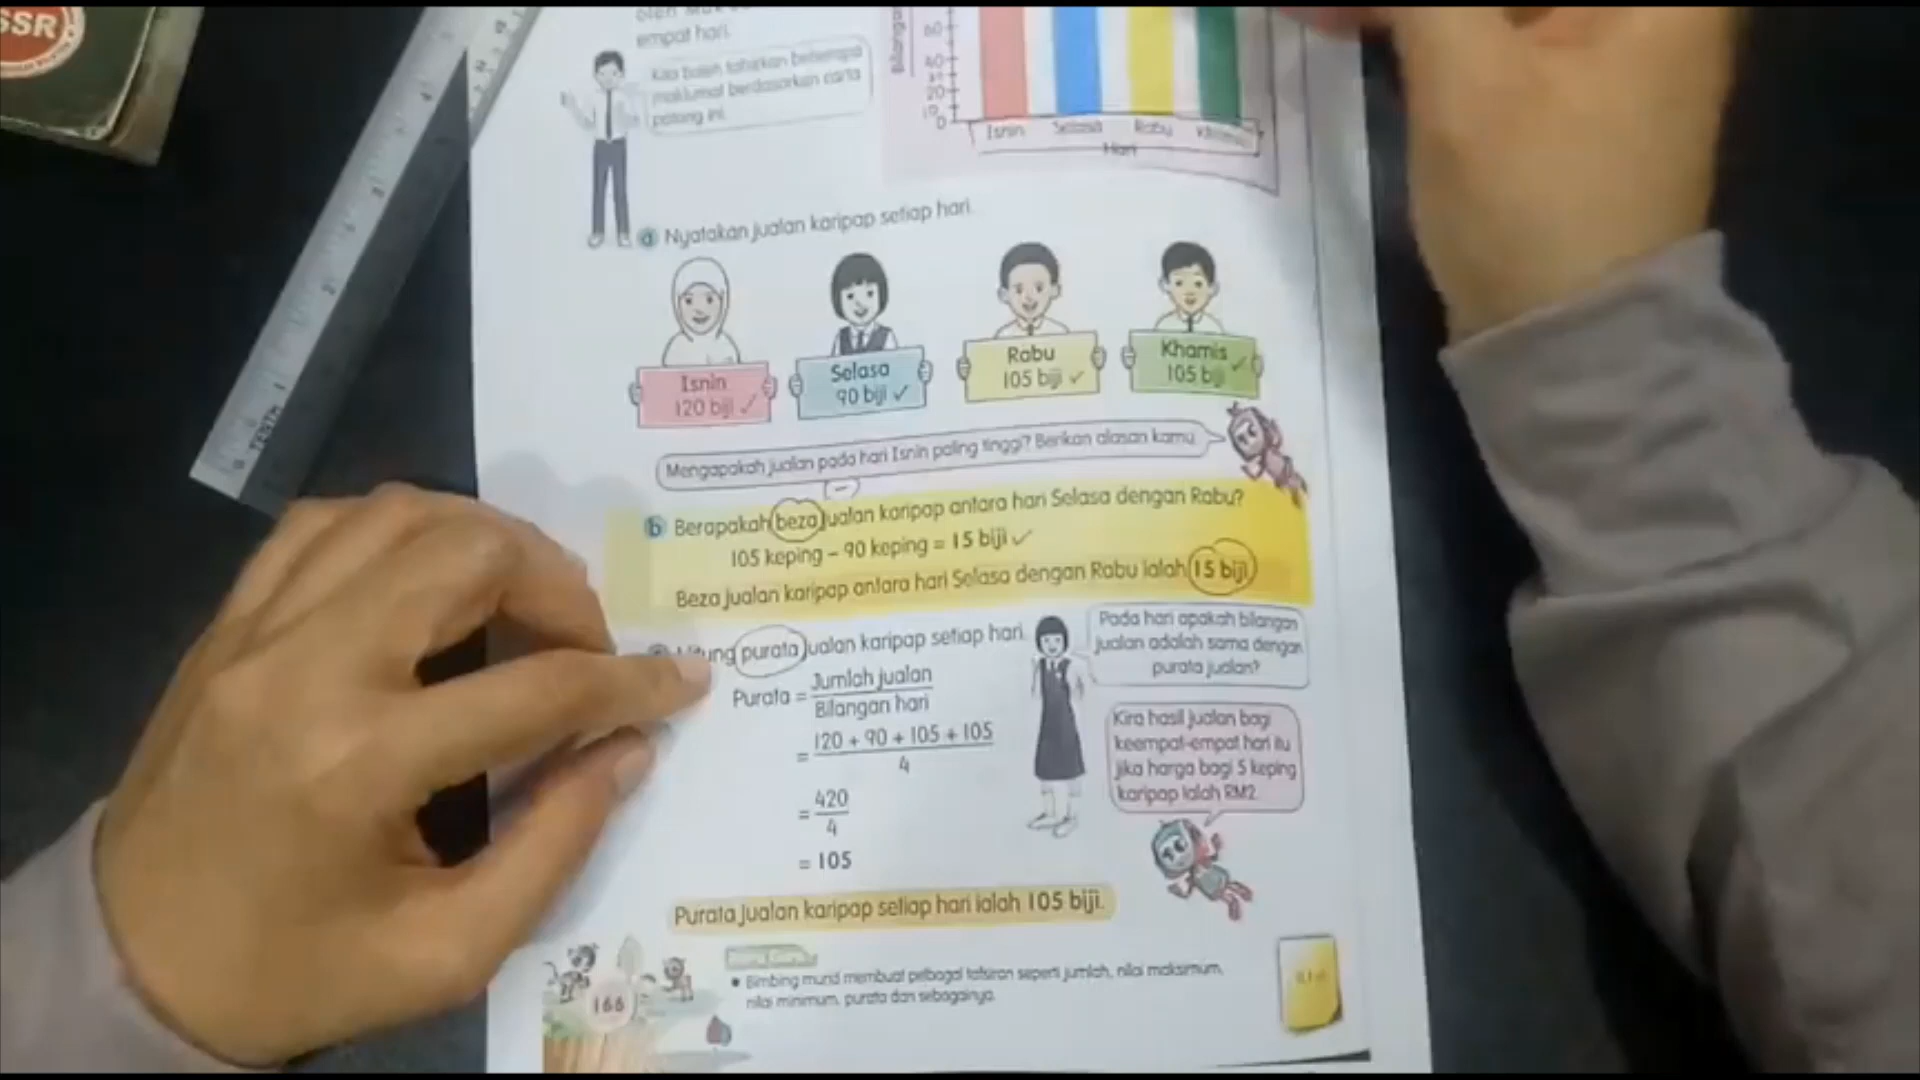 SSR
empat hari.
Kita boleh tafsirkan beberapa
maklumat berdasarkan carta
palang ini.
60
40
20
10
0
Isnin Selasa Rabu Khamis
Hari
a Nyatakan jualan karipap setiap hari.
Isnin
120 biji ✓
Selasa
90 biji ✓
Rabu
105 biji ✓
Khamis ✓
105 biji
Mengapakah jualan pada hari Isnin paling tinggi? Berikan alasan kamu.
(−)
b Berapakah beza jualan karipap antara hari Selasa dengan Rabu?
105 keping – 90 keping = 15 biji ✓
Beza jualan karipap antara hari Selasa dengan Rabu ialah 15 biji.
purata jualan karipap setiap hari.
Purata = Jumlah jualan
Bilangan hari
= 120 + 90 + 105 + 105
4
= 420
4
= 105
Purata jualan karipap setiap hari ialah 105 biji.
Pada hari apakah bilangan
jualan adalah sama dengan
purata jualan?
Kira hasil jualan bagi
keempat-empat hari itu
jika harga bagi 5 keping
karipap ialah RM2.
• Bimbing murid membuat pelbagai tafsiran seperti jumlah, nilai maksimum,
nilai minimum, purata dan sebagainya.
166